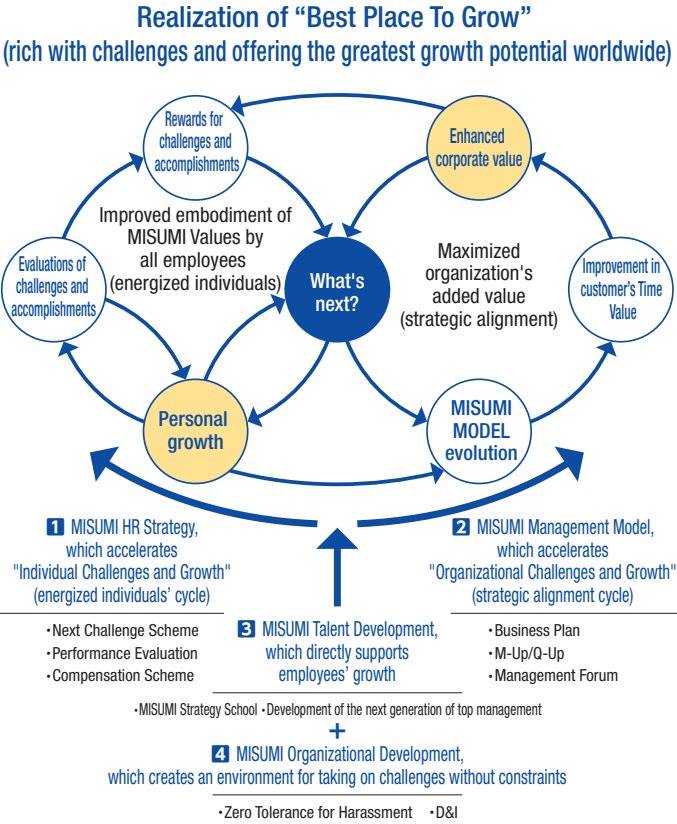 Realization of “Best Place To Grow”
(rich with challenges and offering the greatest growth potential worldwide)
Rewards for
challenges and
accomplishments
Enhanced
corporate value
Improved embodiment of
MISUMI Values by
all employees
(energized individuals)
Evaluations of
challenges and
accomplishments
What's
next?
Maximized
organization's
added value
(strategic alignment)
Improvement in
customer's Time
Value
Personal
growth
MISUMI
MODEL
evolution
1 MISUMI HR Strategy,
which accelerates
"Individual Challenges and Growth"
(energized individuals’ cycle)
・Next Challenge Scheme
・Performance Evaluation
・Compensation Scheme
2 MISUMI Management Model,
which accelerates
"Organizational Challenges and Growth"
(strategic alignment cycle)
・Business Plan
・M-Up/Q-Up
・Management Forum
3 MISUMI Talent Development,
which directly supports
employees’ growth
・MISUMI Strategy School ・Development of the next generation of top management
+
4 MISUMI Organizational Development,
which creates an environment for taking on challenges without constraints
・Zero Tolerance for Harassment ・D&I